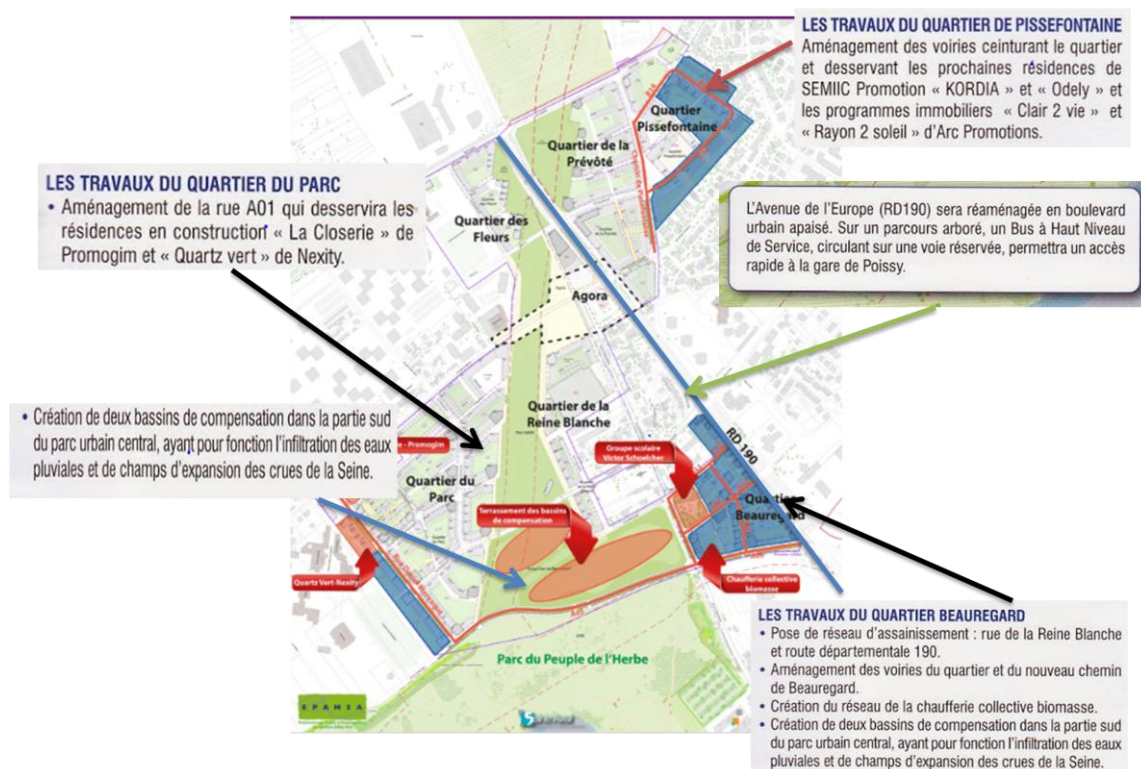 LES TRAVAUX DU QUARTIER DE PISSEFONTAINE
Aménagement des voiries ceinturant le quartier
et desservant les prochaines résidences de
SEMIIC Promotion « KORDIA » et « Odely » et
les programmes immobiliers « Clair 2 vie » et
« Rayon 2 soleil » d'Arc Promotions.
Quartier
Pissefontaine
Quartier de la
Prévôté
LES TRAVAUX DU QUARTIER DU PARC
• Aménagement de la rue A01 qui desservira les
résidences en construction « La Closerie » de
Promogim et « Quartz vert » de Nexity.
L'Avenue de l'Europe (RD190) sera réaménagée en boulevard
urbain apaisé. Sur un parcours arboré, un Bus à Haut Niveau
de Service, circulant sur une voie réservée, permettra un accès
rapide à la gare de Poissy.
Quartier des
Fleurs
Agora
• Création de deux bassins de compensation dans la partie sud
du parc urbain central, ayant pour fonction l'infiltration des eaux
pluviales et de champs d'expansion des crues de la Seine.
Quartier de la
Reine Blanche
RD 190
- Promogim
Groupe scolaire
Victor Schoelcher
Quartier du
Parc
Quartier
Beauregard
Terrassement des bassins
de compensation
Quartz Vert-Nexity
Chaufferie collective
biomasse
LES TRAVAUX DU QUARTIER BEAUREGARD
• Pose de réseau d'assainissement : rue de la Reine Blanche
et route départementale 190.
• Aménagement des voiries du quartier et du nouveau chemin
de Beauregard.
• Création du réseau de la chaufferie collective biomasse.
• Création de deux bassins de compensation dans la partie sud
du parc urbain central, ayant pour fonction l'infiltration des eaux
pluviales et de champs d'expansion des crues de la Seine.
Parc du Peuple de l'Herbe
EPAMSA